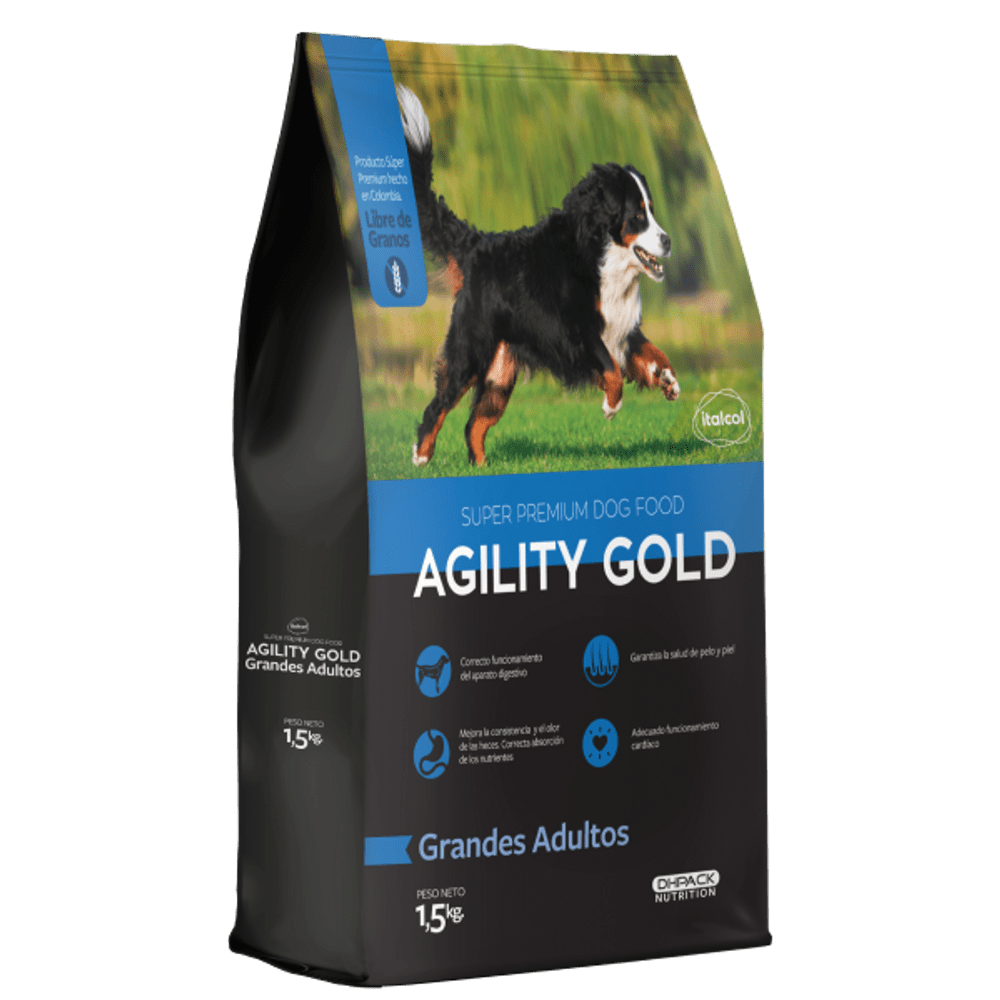 Producto Súper
Premium hecho
en Colombia.
Libre de
Granos
italcol
SUPER PREMIUM DOG FOOD
AGILITY GOLD
Correcto funcionamiento
del aparato digestivo
Garantiza la salud de pelo y piel
Mejora la consistencia y el olor
de las heces. Correcta absorción
de los nutrientes
Adecuado funcionamiento
cardíaco
Grandes Adultos
PESO NETO
1,5kg.
DHPACK
NUTRITION
italcol
SUPER PREMIUM DOG FOOD
AGILITY GOLD
Grandes Adultos
PESO NETO
1,5kg.